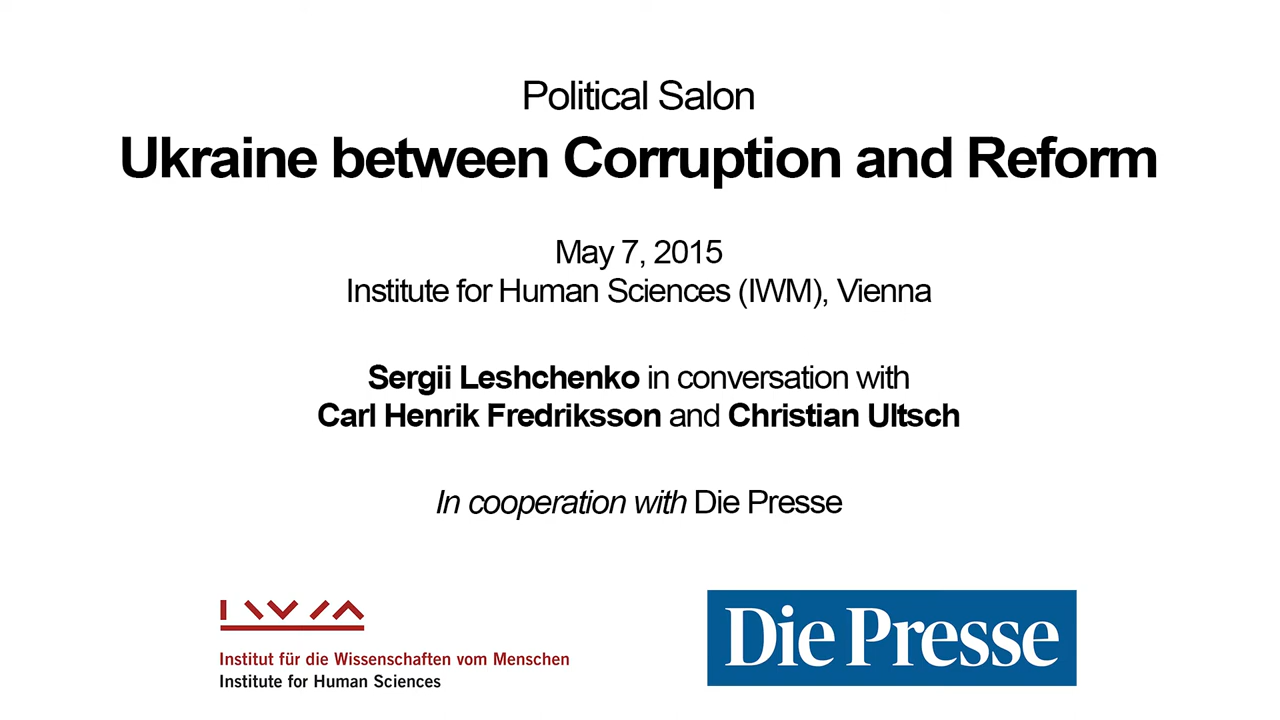 Political Salon
Ukraine between Corruption and Reform
May 7, 2015
Institute for Human Sciences (IWM), Vienna
Sergii Leshchenko in conversation with
Carl Henrik Fredriksson and Christian Ultsch
In cooperation with Die Presse
IWM
Institut für die Wissenschaften vom Menschen
Institute for Human Sciences
Die Presse